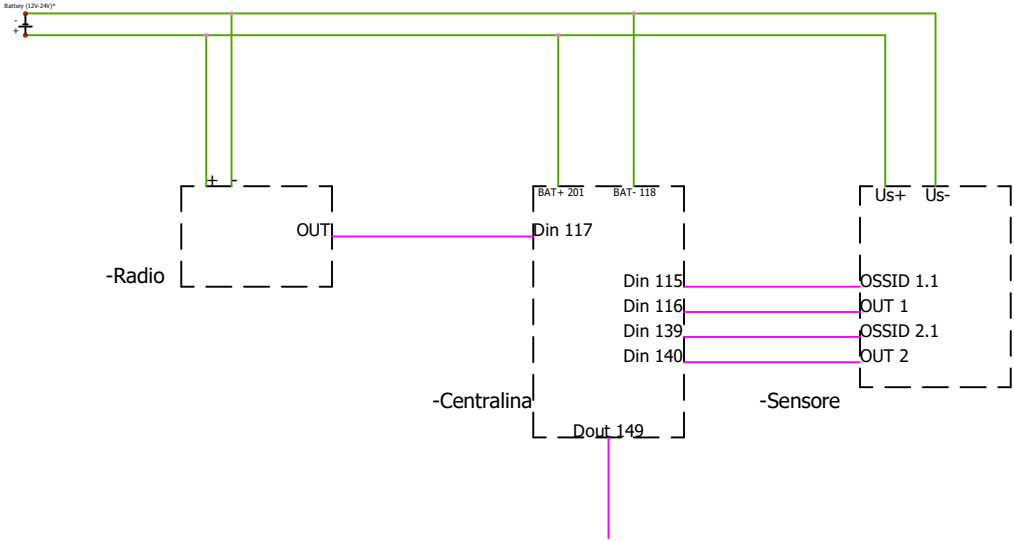 Battery (12V-24V)*
-
+
+ -
BAT+ 201
BAT- 118
Us+
Us-
OUT
Din 117
-Radio
Din 115
OSSID 1.1
Din 116
OUT 1
Din 139
OSSID 2.1
Din 140
OUT 2
-Centralina
-Sensore
Dout 149